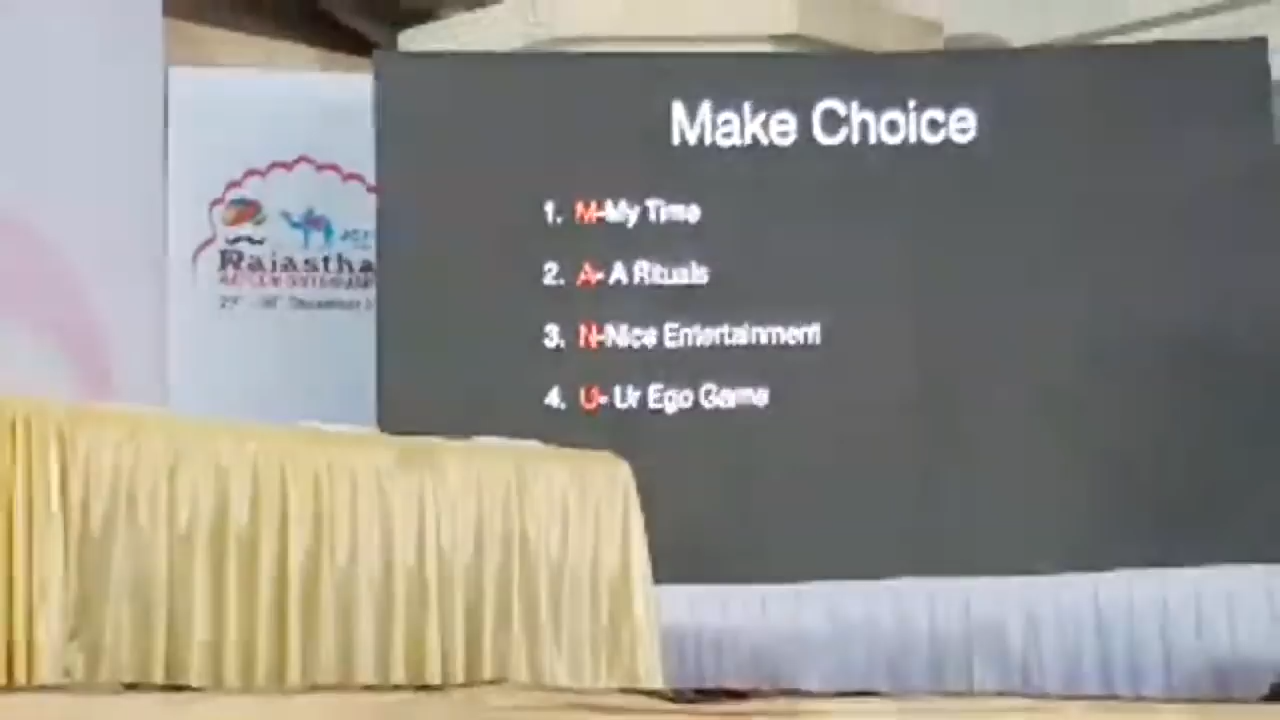 Make Choice
1. M-My Time
2. A- A Rituals
3. N-Nice Entertainment
4. U- Ur Ego Game
Rajastha